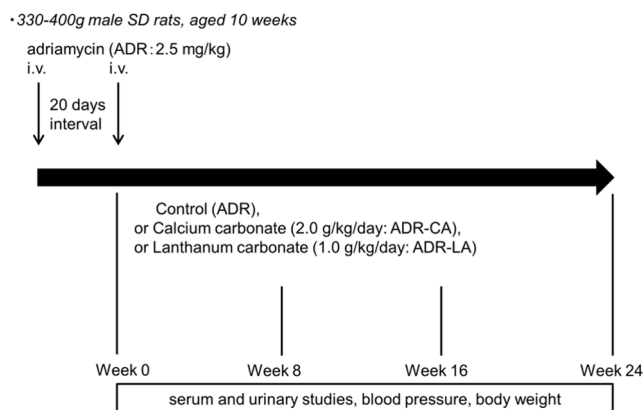 ・330-400g male SD rats, aged 10 weeks
adriamycin (ADR：2.5 mg/kg)
i.v. i.v.
20 days
interval
Control (ADR),
or Calcium carbonate (2.0 g/kg/day: ADR-CA),
or Lanthanum carbonate (1.0 g/kg/day: ADR-LA)
Week 0 Week 8 Week 16 Week 24
serum and urinary studies, blood pressure, body weight